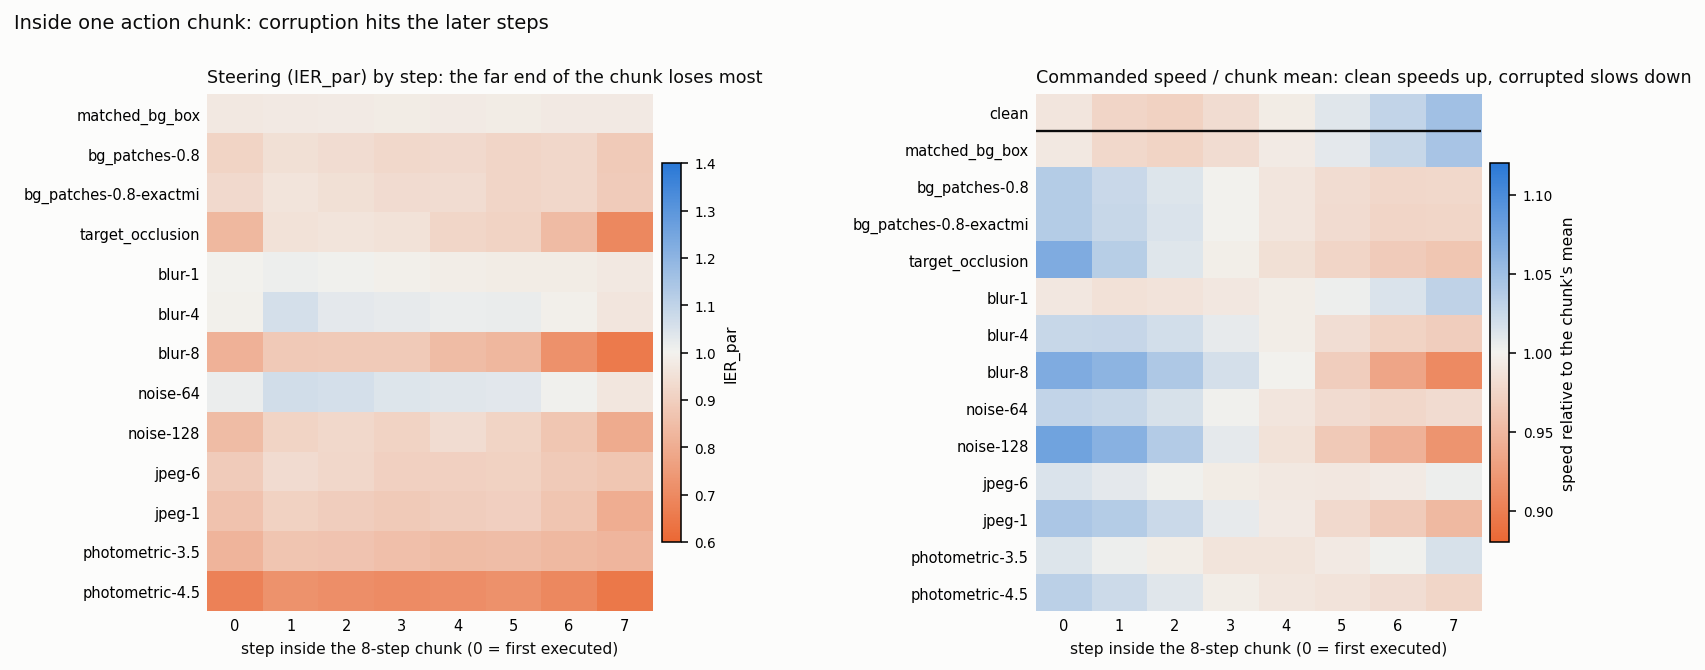 Inside one action chunk: corruption hits the later steps
Steering (IER_par) by step: the far end of the chunk loses most
matched_bg_box
bg_patches-0.8
bg_patches-0.8-exactmi
target_occlusion
blur-1
blur-4
blur-8
noise-64
noise-128
jpeg-6
jpeg-1
photometric-3.5
photometric-4.5
0 1 2 3 4 5 6 7
step inside the 8-step chunk (0 = first executed)
1.4
1.3
1.2
1.1
1.0
0.9
0.8
0.7
0.6
IER_par
Commanded speed / chunk mean: clean speeds up, corrupted slows down
clean
matched_bg_box
bg_patches-0.8
bg_patches-0.8-exactmi
target_occlusion
blur-1
blur-4
blur-8
noise-64
noise-128
jpeg-6
jpeg-1
photometric-3.5
photometric-4.5
0 1 2 3 4 5 6 7
step inside the 8-step chunk (0 = first executed)
1.10
1.05
1.00
0.95
0.90
speed relative to the chunk's mean